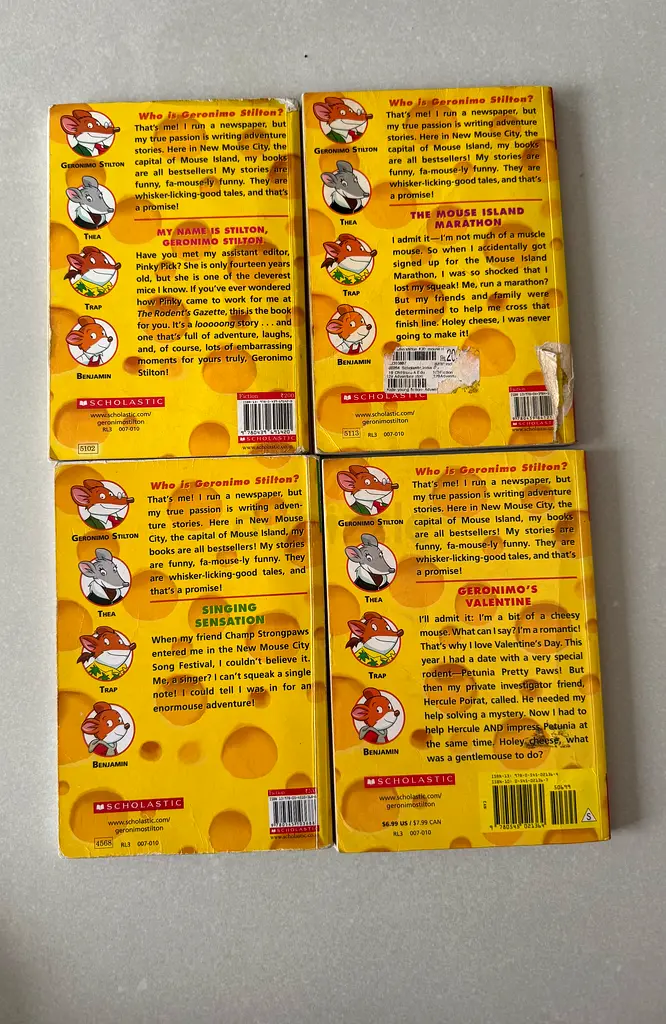 Who is Geronimo Stilton?
That's me! I run a newspaper, but
my true passion is writing adventure
stories. Here in New Mouse City, the
capital of Mouse Island, my books
are all bestsellers! My stories are
funny, fa-mouse-ly funny. They are
whisker-licking-good tales, and that's
a promise!
GERONIMO STILTON
THEA
TRAP
BENJAMIN
MY NAME IS STILTON,
GERONIMO STILTON
Have you met my assistant editor,
Pinky Pick? She is only fourteen years
old, but she is one of the cleverest
mice I know. If you've ever wondered
how Pinky came to work for me at
The Rodent's Gazette, this is the
book for you. It's a looooong story . . . and
one that's full of adventure, laughs,
and, of course, lots of embarrassing
moments for yours truly, Geronimo
Stilton!
SCHOLASTIC
www.scholastic.com/
geronimostilton
5102 RL3 007-010
Fiction
9 780439 691420
SCHOLASTIC
Who is Geronimo Stilton?
That's me! I run a newspaper, but
my true passion is writing adventure
stories. Here in New Mouse City, the
capital of Mouse Island, my books
are all bestsellers! My stories are
funny, fa-mouse-ly funny. They are
whisker-licking-good tales, and that's
a promise!
GERONIMO STILTON
THEA
TRAP
BENJAMIN
THE MOUSE ISLAND
MARATHON
I admit it—I'm not much of a muscle
mouse. So when I accidentally got
signed up for the Mouse Island
Marathon, I was so shocked that I
lost my squeak! Me, run a marathon?
But my friends and family were
determined to help me cross that
finish line. Holey cheese, I was never
going to make it!
SCHOLASTIC
www.scholastic.com/
geronimostilton
5113 RL3 007-010
SCHOLASTIC
Who is Geronimo Stilton?
That's me! I run a newspaper, but
my true passion is writing adven-
ture stories. Here in New Mouse
City, the capital of Mouse Island, my
books are all bestsellers! My stories
are funny, fa-mouse-ly funny. They
are whisker-licking-good tales, and
that's a promise!
GERONIMO STILTON
THEA
TRAP
BENJAMIN
SINGING
SENSATION
When my friend Champ Strongpaws
entered me in the New Mouse City
Song Festival, I couldn't believe it.
Me, a singer? I can't squeak a single
note! I could tell I was in for an
enormouse adventure!
SCHOLASTIC
www.scholastic.com/
geronimostilton
4568 RL3 007-010
SCHOLASTIC
Who is Geronimo Stilton?
That's me! I run a newspaper, but
my true passion is writing adventure
stories. Here in New Mouse City, the
capital of Mouse Island, my books
are all bestsellers! My stories are
funny, fa-mouse-ly funny. They are
whisker-licking-good tales, and that's
a promise!
GERONIMO STILTON
THEA
TRAP
BENJAMIN
GERONIMO'S
VALENTINE
I'll admit it: I'm a bit of a cheesy
mouse. What can I say? I'm a romantic!
That's why I love Valentine's Day. This
year I had a date with a very special
rodent—Petunia Pretty Paws! But
then my private investigator friend,
Hercule Poirat, called. He needed my
help solving a mystery. Now I had to
help Hercule AND impress Petunia at
the same time. Holey cheese, what
was a gentlemouse to do?
SCHOLASTIC
www.scholastic.com/
geronimostilton
$6.99 US / $7.99 CAN
RL3 007-010
ISBN-13: 978-0-545-02136-4
50699
9 780545 021364
S